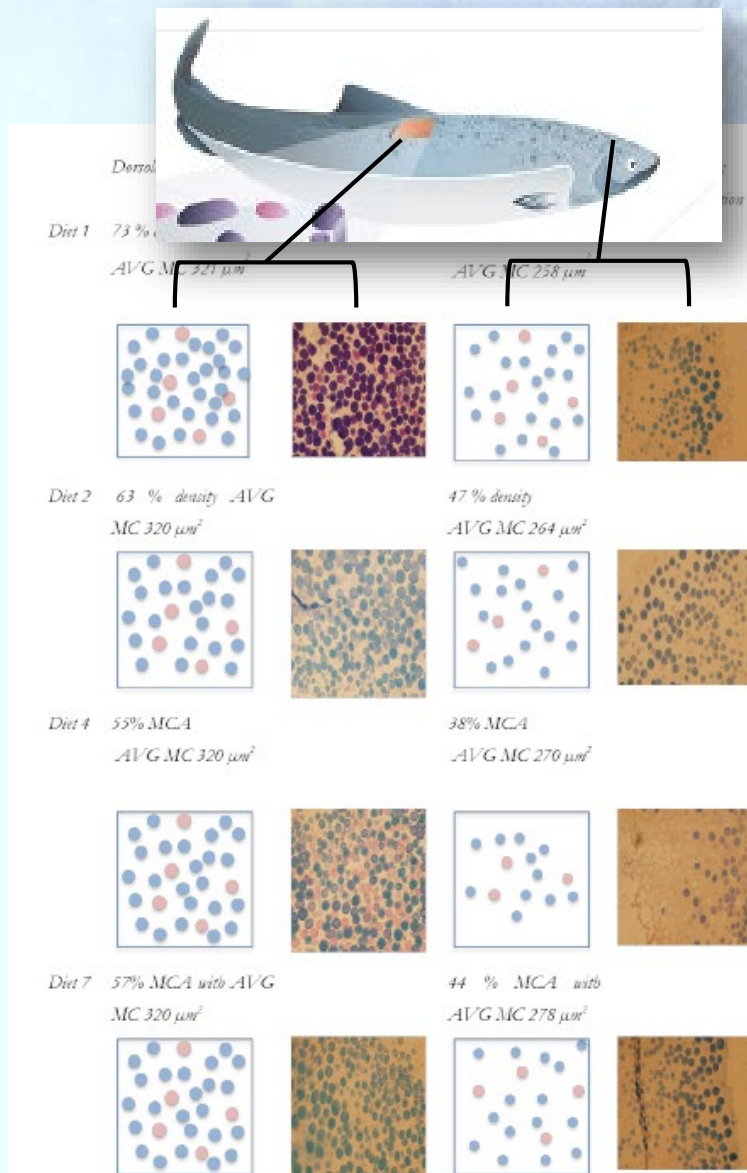 Diet 1 73 %
AVG MC 321 µm² AVG MC 258 µm
Diet 2 63 % density AVG 47 % density
MC 320 µm² AVG MC 264 µm²
Diet 4 55% MCA 38% MCA
AVG MC 320 µm² AVG MC 270 µm²
Diet 7 57% MCA with AVG 44 % MCA with
MC 320 µm² AVG MC 278 µm²